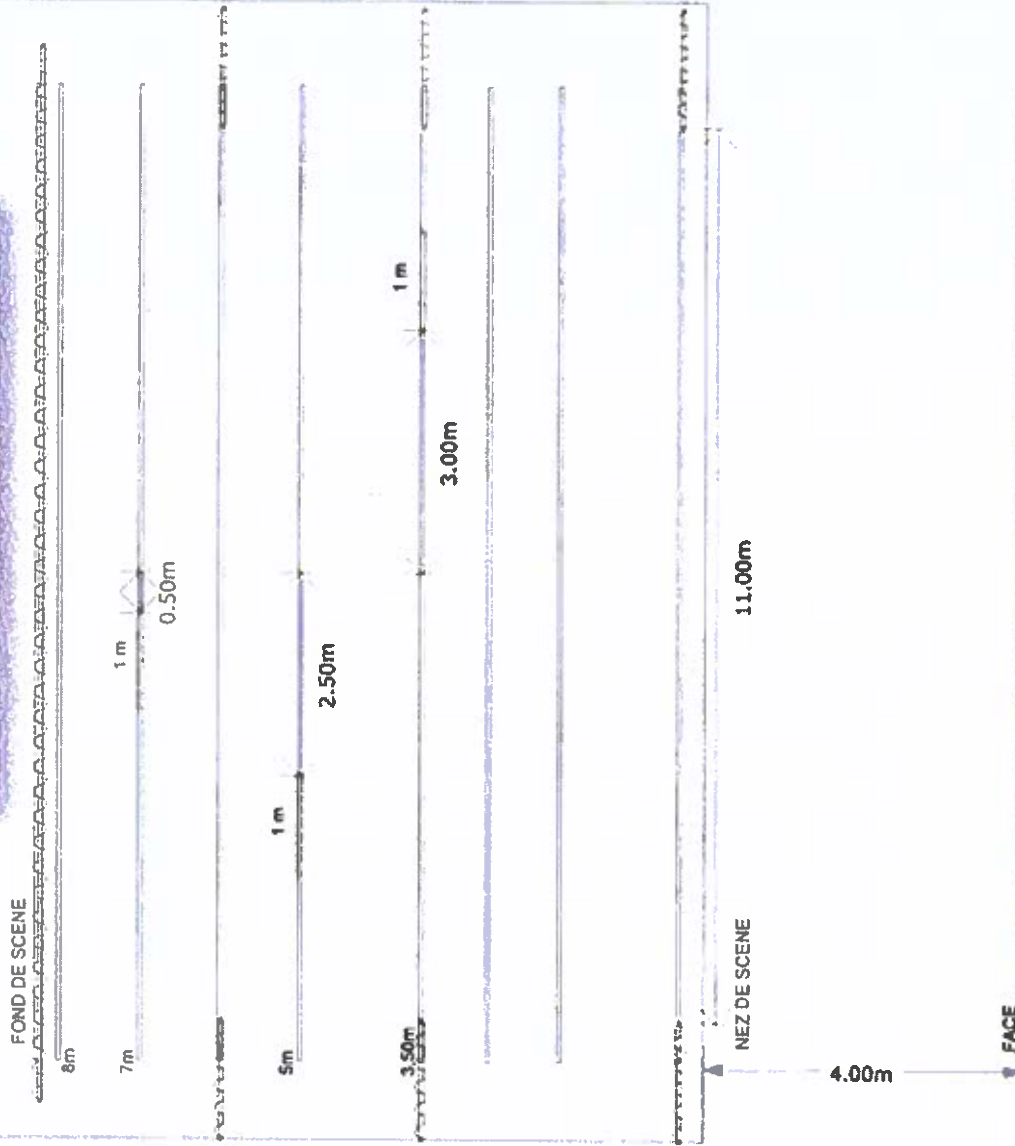 FOND DE SCENE
8m
7m
1 m
0.50m
5m
1 m
2.50m
3.50m
3.00m
1 m
11.00m
NEZ DE SCENE
4.00m
FACE